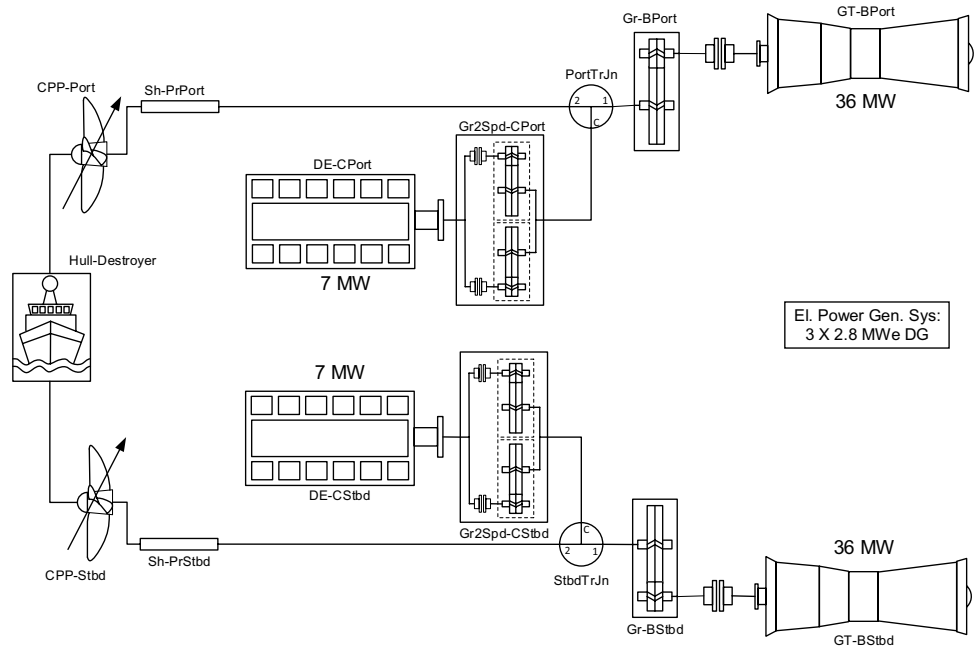 GT-BPort
Gr-BPort
CPP-Port
Sh-PrPort
PortTrJn
36 MW
2
1
C
Gr2Spd-CPort
DE-CPort
Hull-Destroyer
7 MW
El. Power Gen. Sys:
3 X 2.8 MWe DG
7 MW
DE-CStbd
Gr2Spd-CStbd
C
2
1
36 MW
CPP-Stbd
Sh-PrStbd
StbdTrJn
Gr-BStbd
GT-BStbd